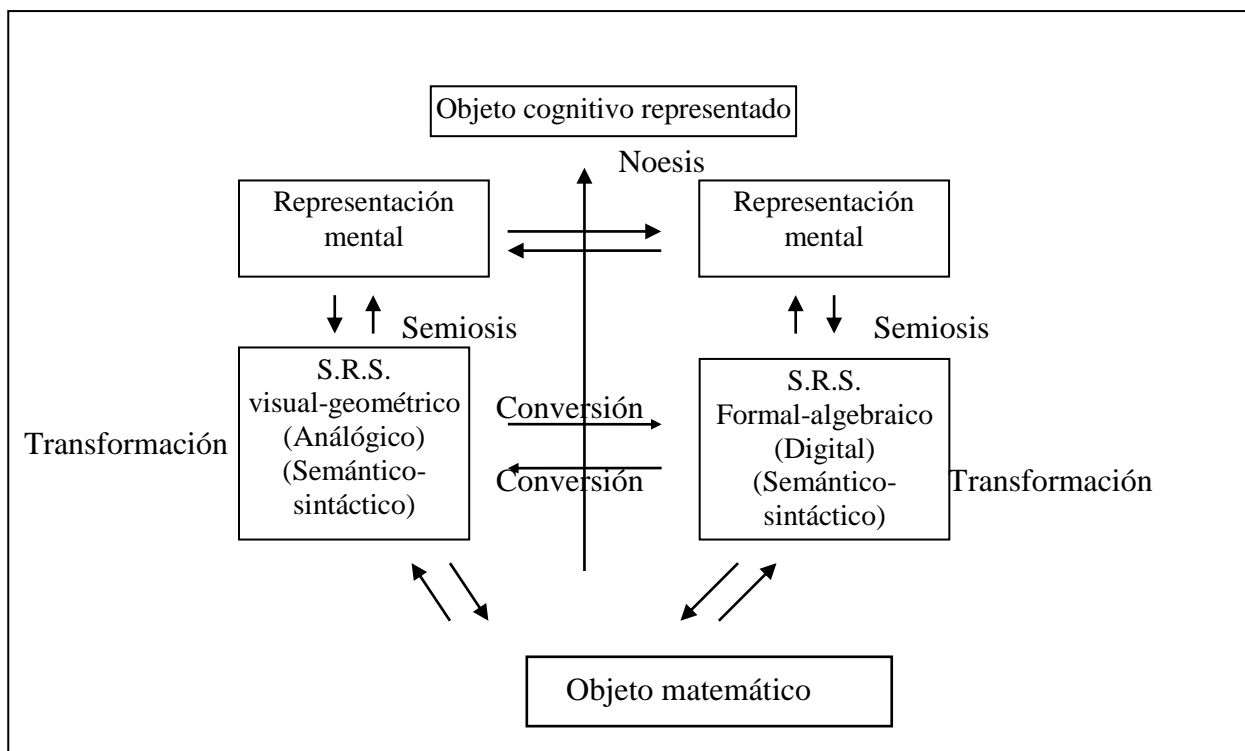 Objeto cognitivo representado
Noesis
Representación
mental
Representación
mental
Semiosis
Semiosis
S.R.S.
visual-geométrico
(Análógico)
(Semántico-
sintáctico)
Transformación
Conversión
Conversión
S.R.S.
Formal-algebraico
(Digital)
(Semántico-
sintáctico)
Transformación
Objeto matemático